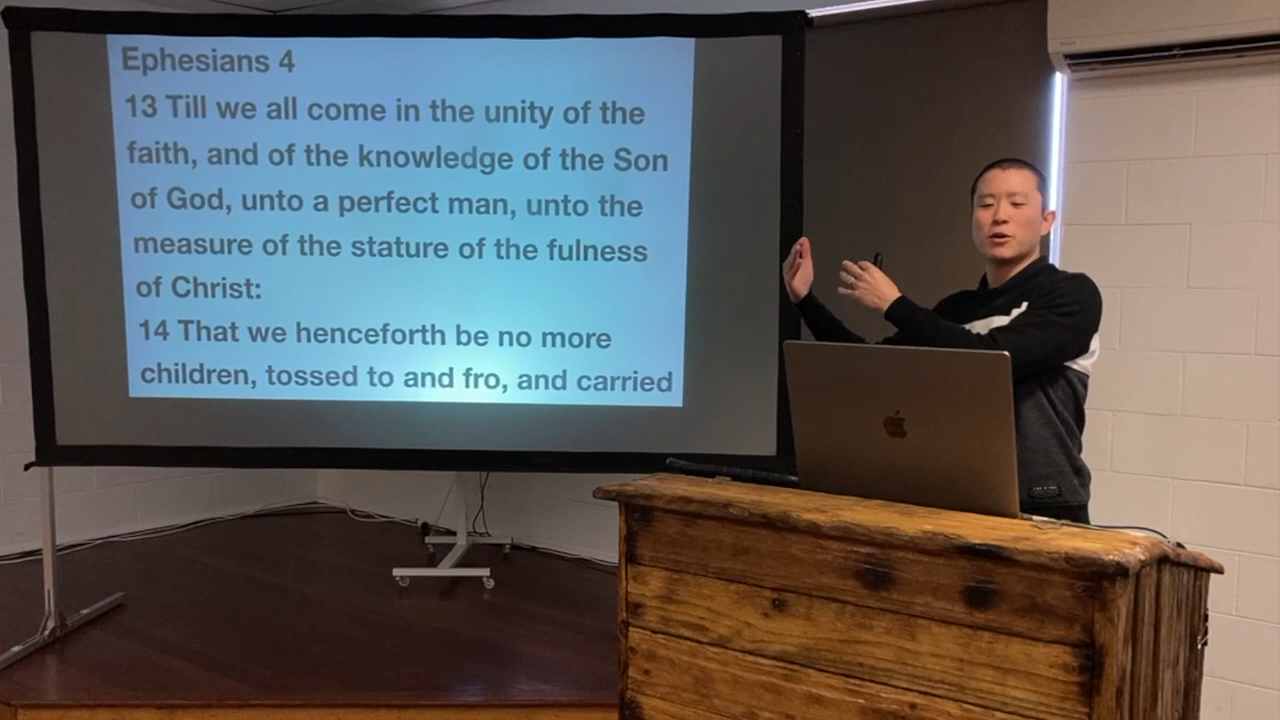 Ephesians 4
13 Till we all come in the unity of the
faith, and of the knowledge of the Son
of God, unto a perfect man, unto the
measure of the stature of the fulness
of Christ:
14 That we henceforth be no more
children, tossed to and fro, and carried